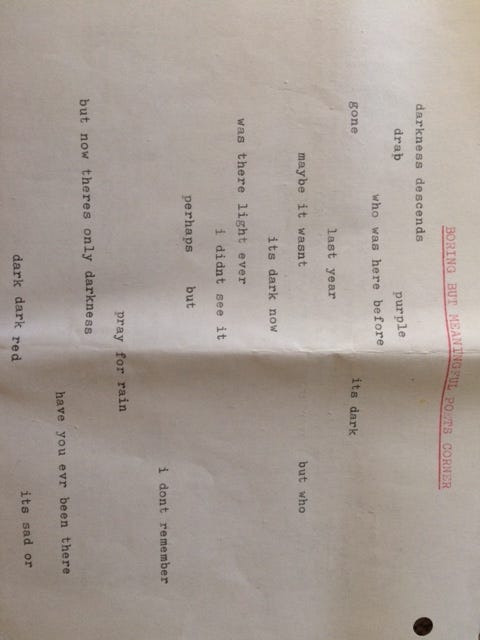 BORING BUT MEANINGFUL POETS CORNER
darkness descends
drab purple
who was here before
gone its dark
last year
maybe it wasnt but who
its dark now
was there light ever
i didnt see it
perhaps but
i dont remember
pray for rain
but now theres only darkness
have you evr been there
its sad or
dark dark red